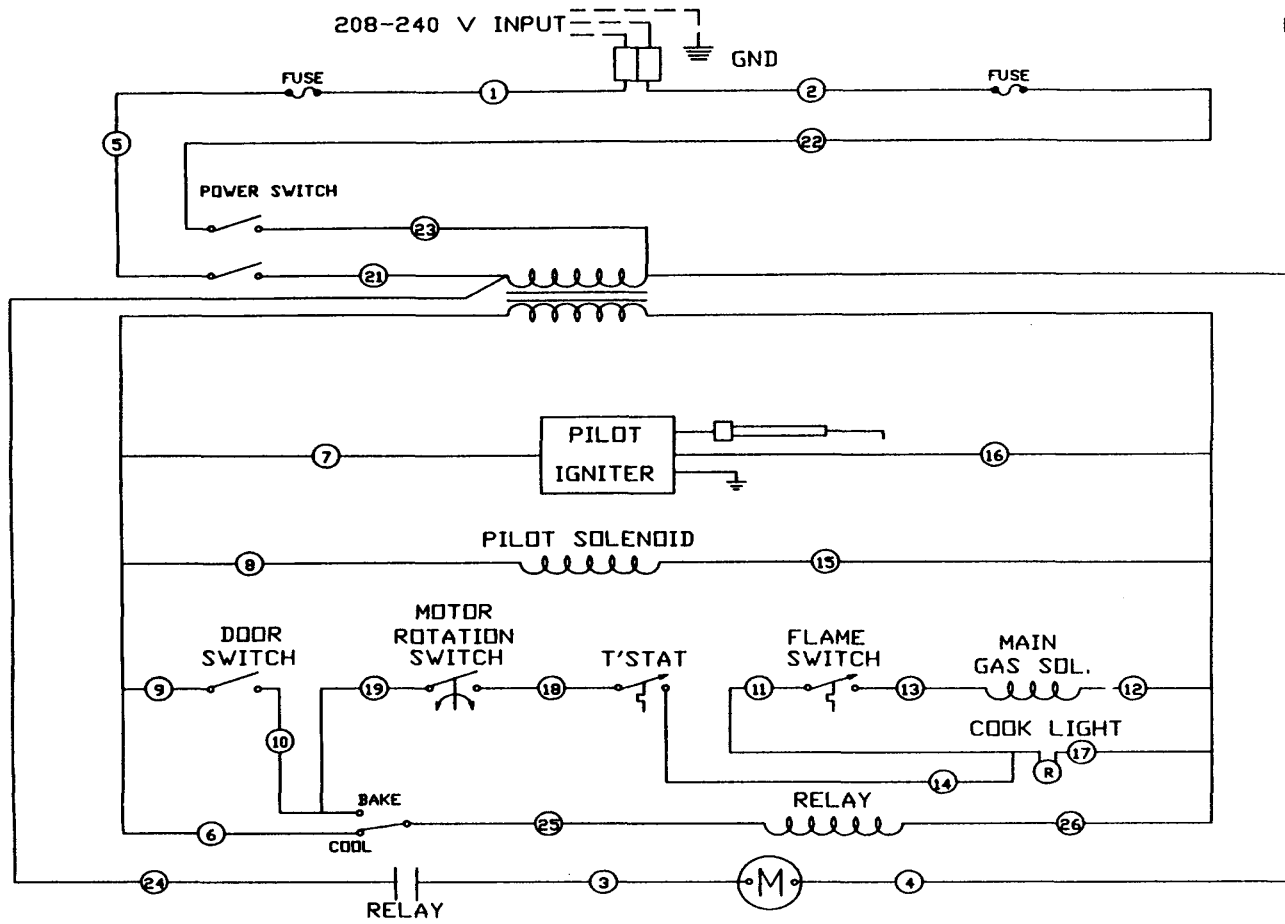 208-240 V INPUT
GND
FUSE
FUSE
1
2
5
22
POWER SWITCH
23
21
PILOT
IGNITER
7
16
PILOT SOLENOID
8
15
DOOR
SWITCH
MOTOR
ROTATION
SWITCH
T'STAT
FLAME
SWITCH
MAIN
GAS SOL.
9
19
18
11
13
12
10
COOK LIGHT
17
R
14
BAKE
COOL
6
25
RELAY
26
24
RELAY
3
M
4